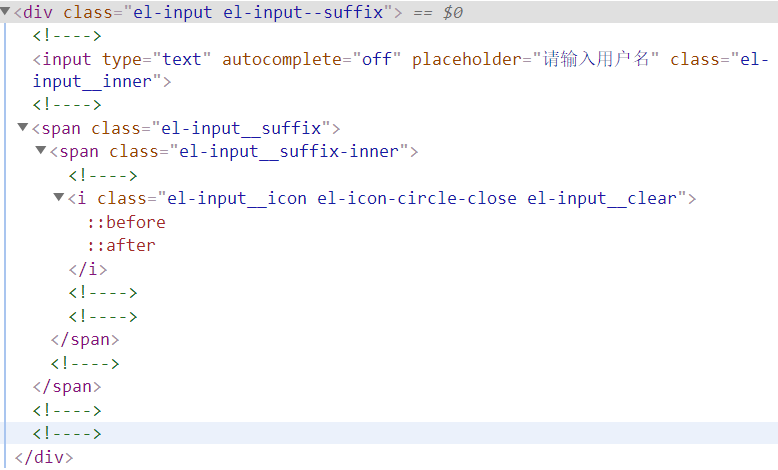 <div class="el-input el-input--suffix"> == $0
<!---->
<input type="text" autocomplete="off" placeholder="请输入用户名" class="el-
input__inner">
<!---->
<span class="el-input__suffix">
<span class="el-input__suffix-inner">
<!---->
<i class="el-input__icon el-icon-circle-close el-input__clear">
::before
::after
</i>
<!---->
<!---->
</span>
<!---->
</span>
<!---->
<!---->
</div>